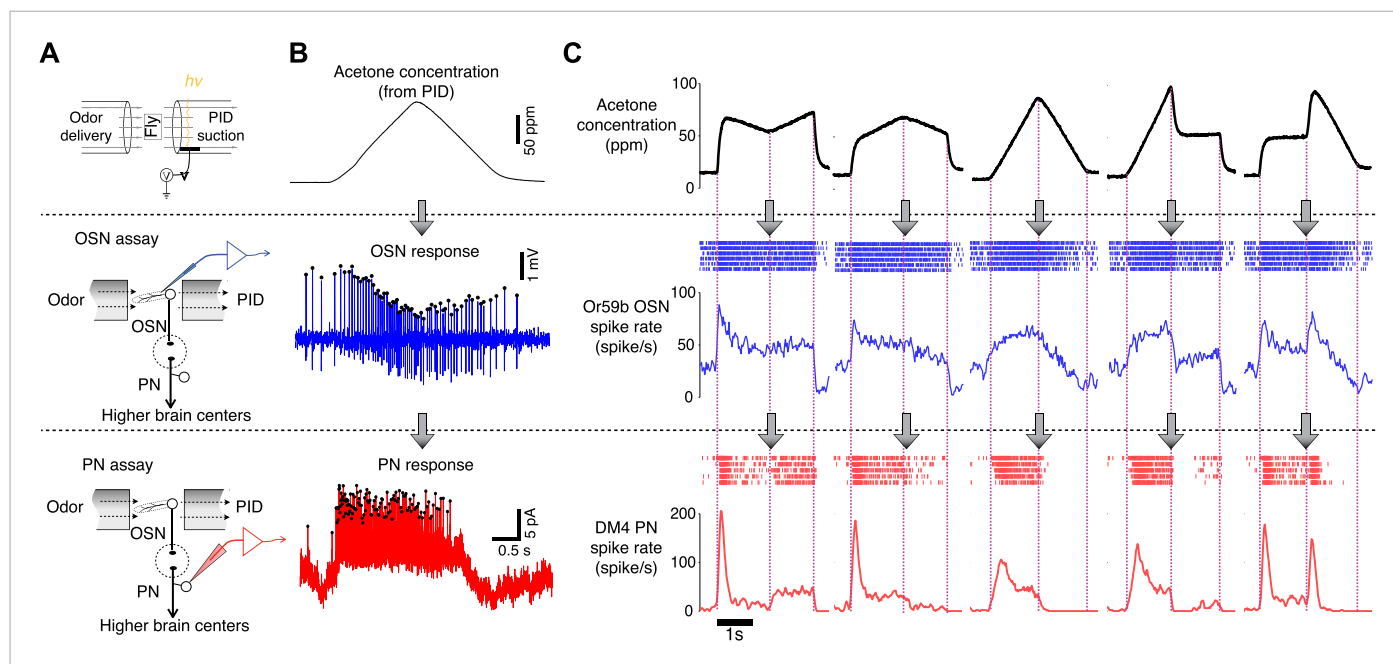 A
B
C
hv
Odor
delivery
Fly
PID
suction
V
Acetone concentration
(from PID)
50 ppm
Acetone
concentration
(ppm)
100
50
0
OSN assay
Odor
PID
OSN
PN
Higher brain centers
OSN response
1 mV
Or59b OSN
spike rate
(spike/s)
100
50
0
PN assay
Odor
PID
OSN
PN
Higher brain centers
PN response
5 pA
0.5 s
DM4 PN
spike rate
(spike/s)
200
100
0
1s